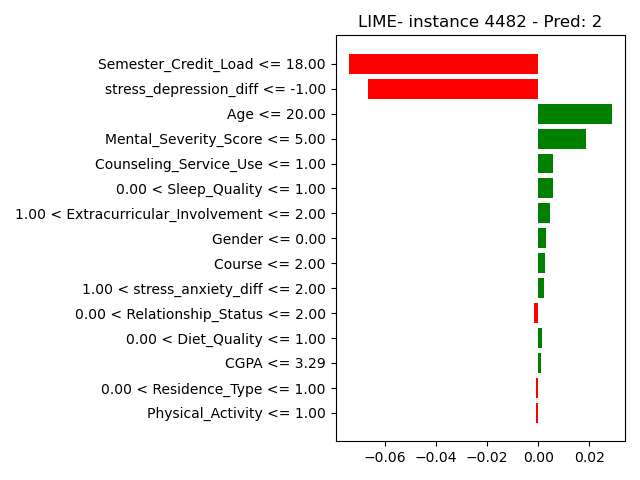 LIME- instance 4482 - Pred: 2
Semester_Credit_Load <= 18.00
stress_depression_diff <= -1.00
Age <= 20.00
Mental_Severity_Score <= 5.00
Counseling_Service_Use <= 1.00
0.00 < Sleep_Quality <= 1.00
1.00 < Extracurricular_Involvement <= 2.00
Gender <= 0.00
Course <= 2.00
1.00 < stress_anxiety_diff <= 2.00
0.00 < Relationship_Status <= 2.00
0.00 < Diet_Quality <= 1.00
CGPA <= 3.29
0.00 < Residence_Type <= 1.00
Physical_Activity <= 1.00
−0.06 −0.04 −0.02 0.00 0.02